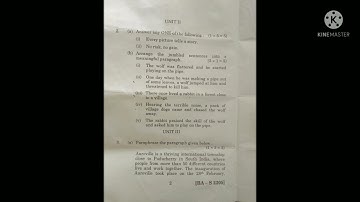 KINEMASTER
UNIT II
2. (a) Answer any ONE of the following.
(i) Every picture tells a story.
(ii) No risk, no gain.
(b) Arrange the jumbled sentences into a
meaningful paragraph.
(i) The wolf was flattered and he started
playing on the pipe.
(ii) One day when he was making a pipe out
of some leaves, a wolf jumped at him and
threatened to kill him.
(iii) There once lived a rabbit in a forest close
to a village.
(iv) Hearing the terrible noise, a pack of
village dogs came and chased the wolf
away.
(v) The rabbit praised the skill of the wolf
and asked him to play on the pipe.
UNIT III
3. (a) Paraphrase the paragraph given below.
Auroville is a thriving international township
close to Puducherry in South India, where
people from more than 50 different countries
live and work together. The inauguration of
Auroville took place on the 28th February,
2